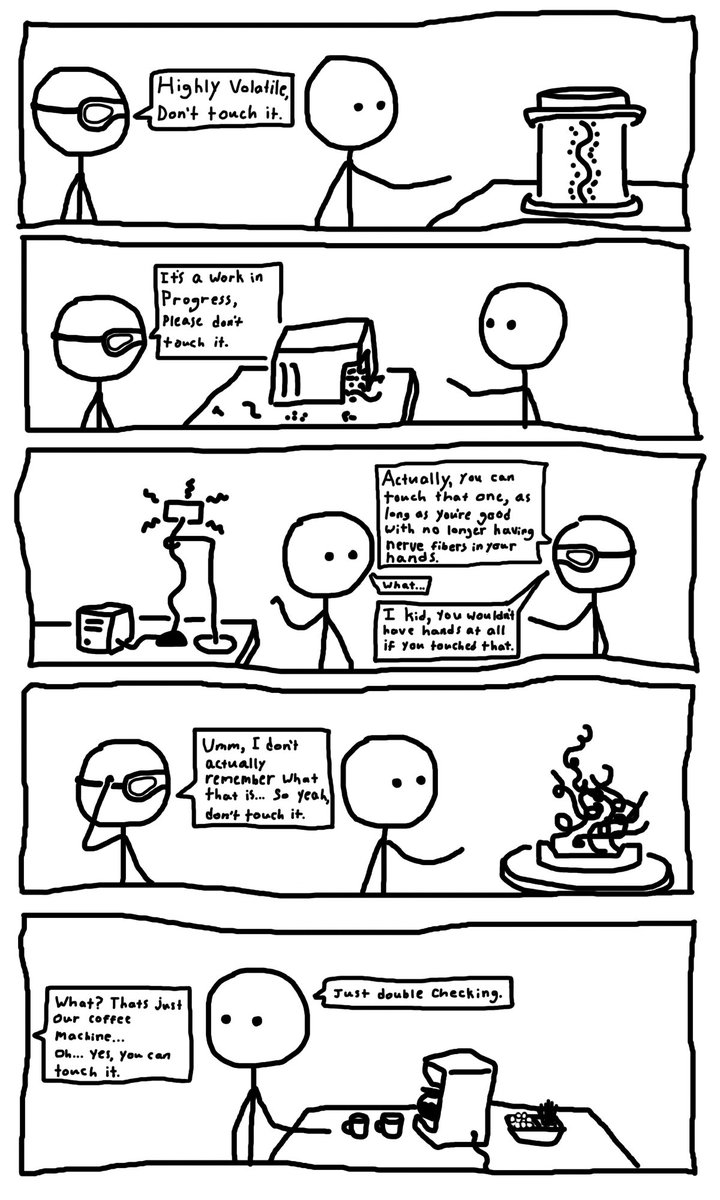 Highly Volatile,
Don't touch it.
It's a work in
Progress,
Please don't
touch it.
Actually, you can
touch that one, as
long as you're good
with no longer having
nerve fibers in your
hands.
What...
I kid, you wouldn't
have hands at all
if you touched that.
Umm, I don't
actually
remember what
that is... So yeah,
don't touch it.
Just double checking.
What? Thats just
our coffee
machine...
Oh... yes, you can
touch it.